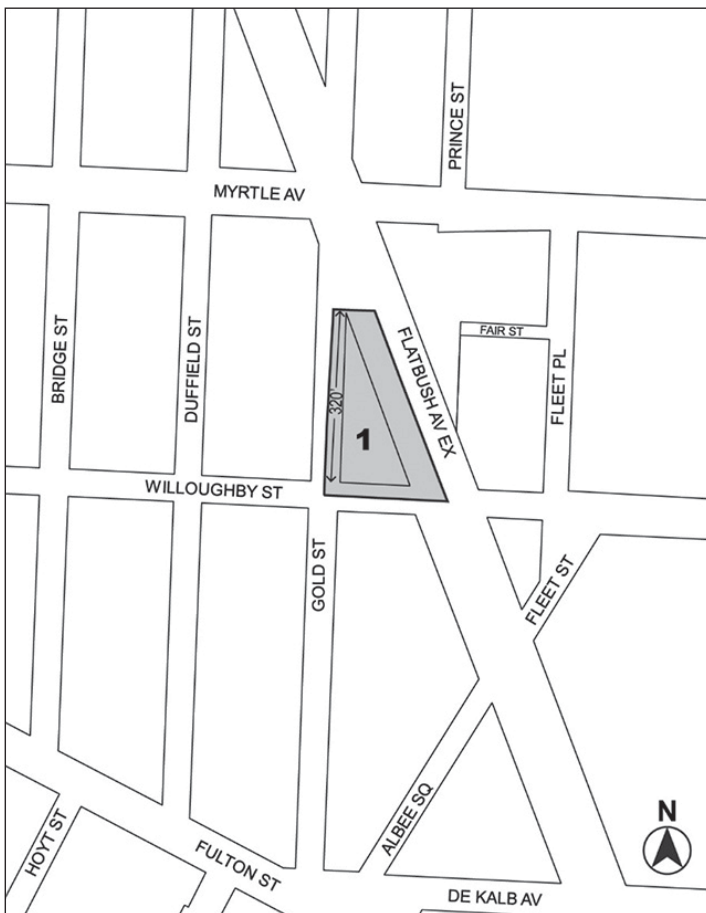 PRINCE ST
MYRTLE AV
FAIR ST
BRIDGE ST
DUFFIELD ST
320'
1
FLATBUSH AV EX
FLEET PL
WILLOUGHBY ST
GOLD ST
FLEET ST
ALBEE SQ
N
HOYT ST
FULTON ST
DE KALB AV